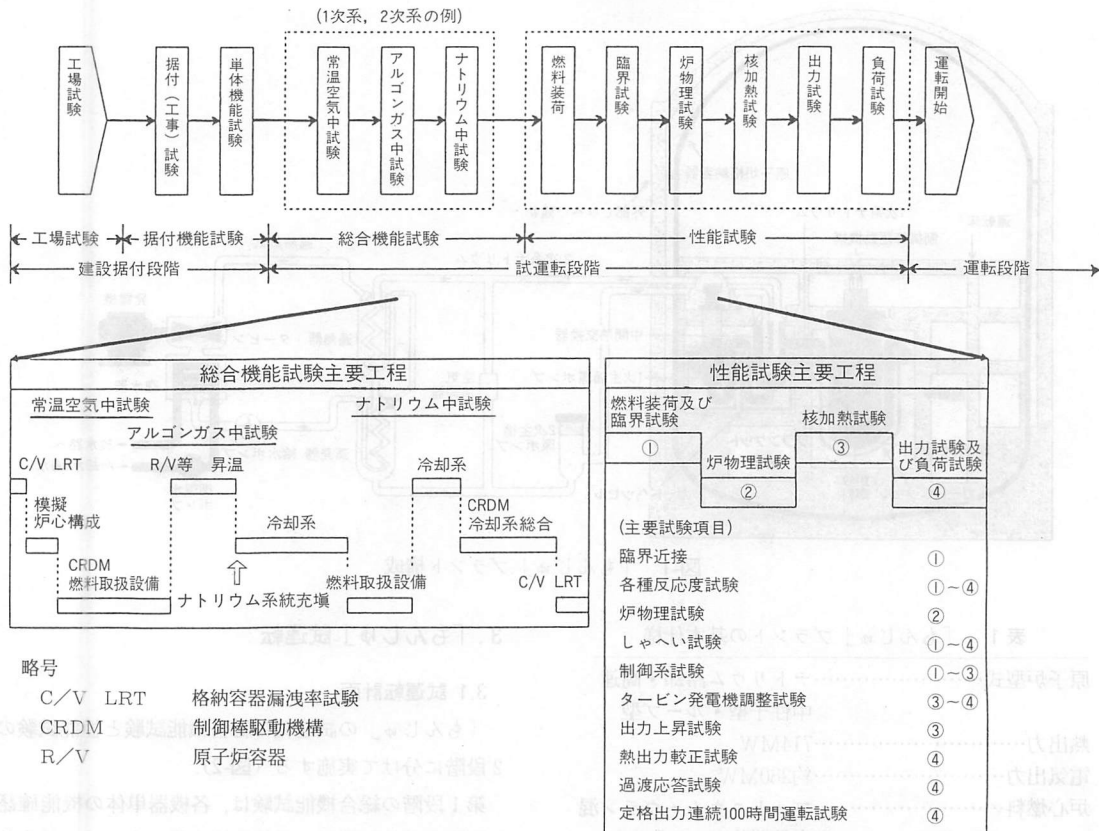 (1次系, 2次系の例)
工場試験
据付(工事)試験
単体機能試験
常温空気中試験
アルゴンガス中試験
ナトリウム中試験
燃料装荷
臨界試験
炉物理試験
核加熱試験
出力試験
負荷試験
運転開始
工場試験
据付機能試験
総合機能試験
性能試験
建設据付段階
試運転段階
運転段階
総合機能試験主要工程
常温空気中試験
ナトリウム中試験
アルゴンガス中試験
C/V LRT
R/V等 昇温
冷却系
模擬
炉心構成
冷却系
CRDM
冷却系総合
CRDM
燃料取扱設備
ナトリウム系統充塡
燃料取扱設備
C/V LRT
性能試験主要工程
燃料装荷及び
臨界試験
①
炉物理試験
②
核加熱試験
③
出力試験及
び負荷試験
④
(主要試験項目)
臨界近接 ①
各種反応度試験 ①~④
炉物理試験 ②
しゃへい試験 ①~④
制御系試験 ①~③
タービン発電機調整試験 ③~④
出力上昇試験 ③
熱出力較正試験 ④
過渡応答試験 ④
定格出力連続100時間運転試験 ④
略号
C/V LRT 格納容器漏洩率試験
CRDM 制御棒駆動機構
R/V 原子炉容器